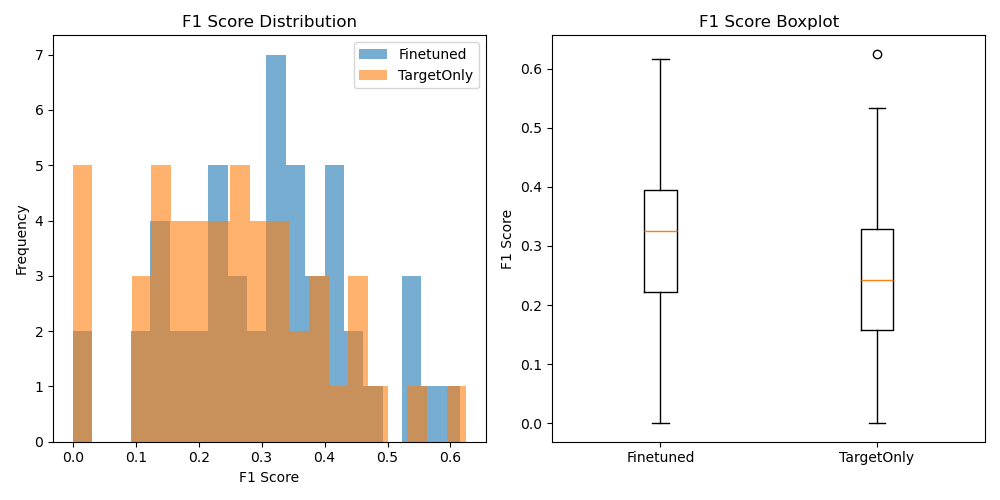 F1 Score Distribution
Finetuned
TargetOnly
7
6
5
4
3
2
1
0
Frequency
0.0 0.1 0.2 0.3 0.4 0.5 0.6
F1 Score
F1 Score Boxplot
0.6
0.5
0.4
0.3
0.2
0.1
0.0
F1 Score
Finetuned TargetOnly